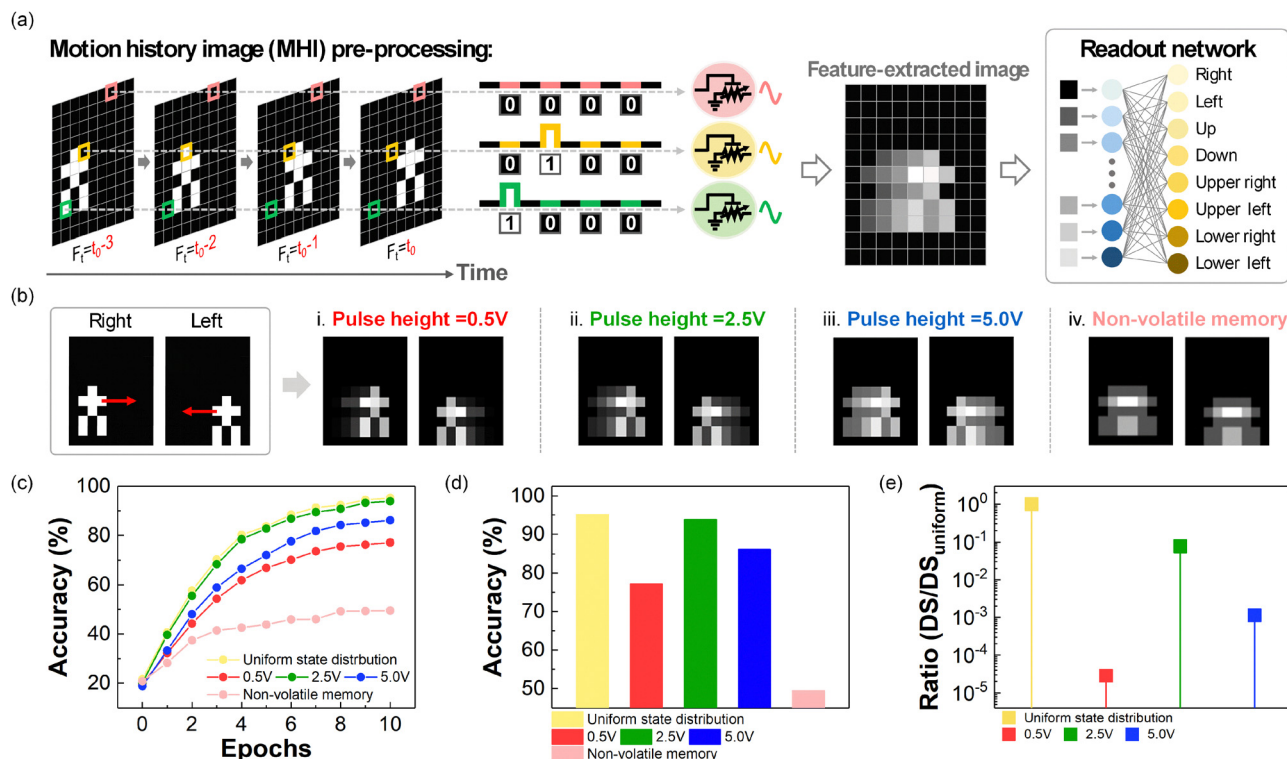 (a)
Motion history image (MHI) pre-processing:
0 0 0 0
0 1 0 0
1 0 0 0
Ft=t0-3
Ft=t0-2
Ft=t0-1
Ft=t0
Time
Feature-extracted image
Readout network
Right
Left
Up
Down
Upper right
Upper left
Lower right
Lower left
(b)
Right
Left
i. Pulse height =0.5V
ii. Pulse height =2.5V
iii. Pulse height =5.0V
iv. Non-volatile memory
(c)
Accuracy (%)
100
80
60
40
20
0 2 4 6 8 10
Epochs
Uniform state distrbution
0.5V 2.5V 5.0V
Non-volatile memory
(d)
Accuracy (%)
100
95
90
85
80
75
70
65
50
Uniform state distribution
0.5V 2.5V 5.0V
Non-volatile memory
(e)
Ratio (DS/DSuniform)
10^0
10^-1
10^-2
10^-3
10^-4
10^-5
Uniform state distribution
0.5V 2.5V 5.0V